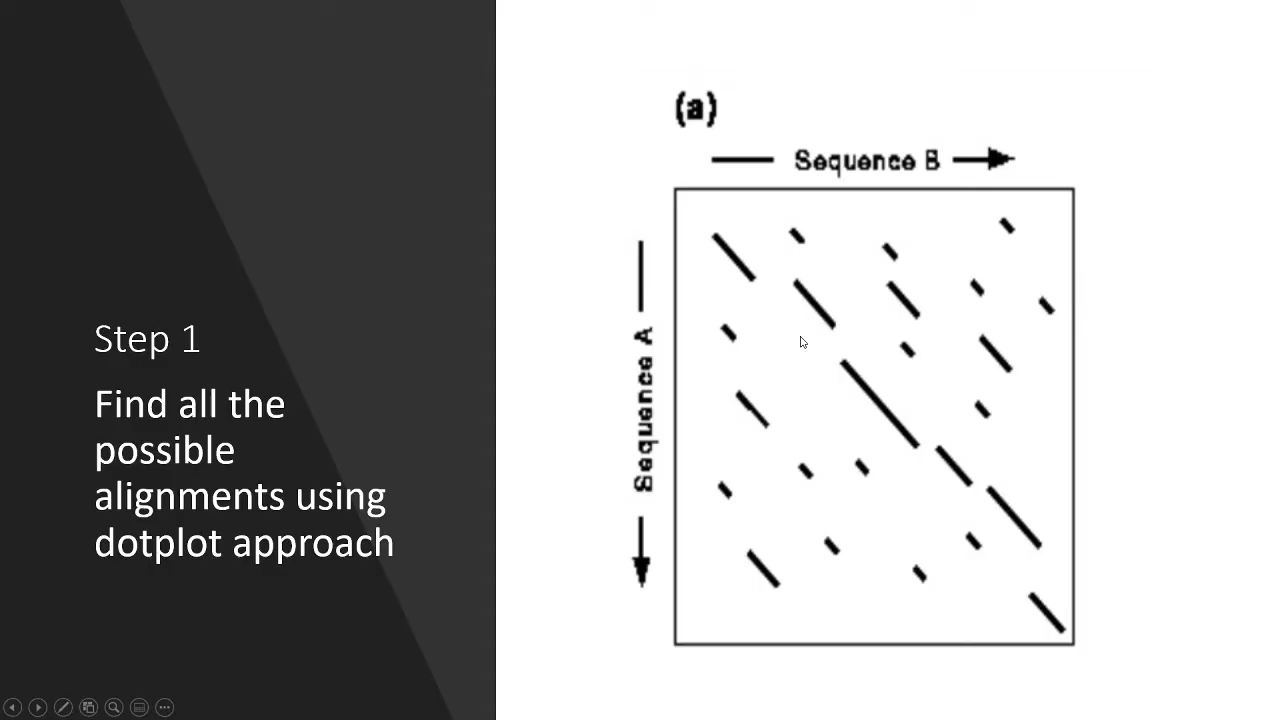 Step 1
Find all the
possible
alignments using
dotplot approach
(a)
Sequence B
Sequence A